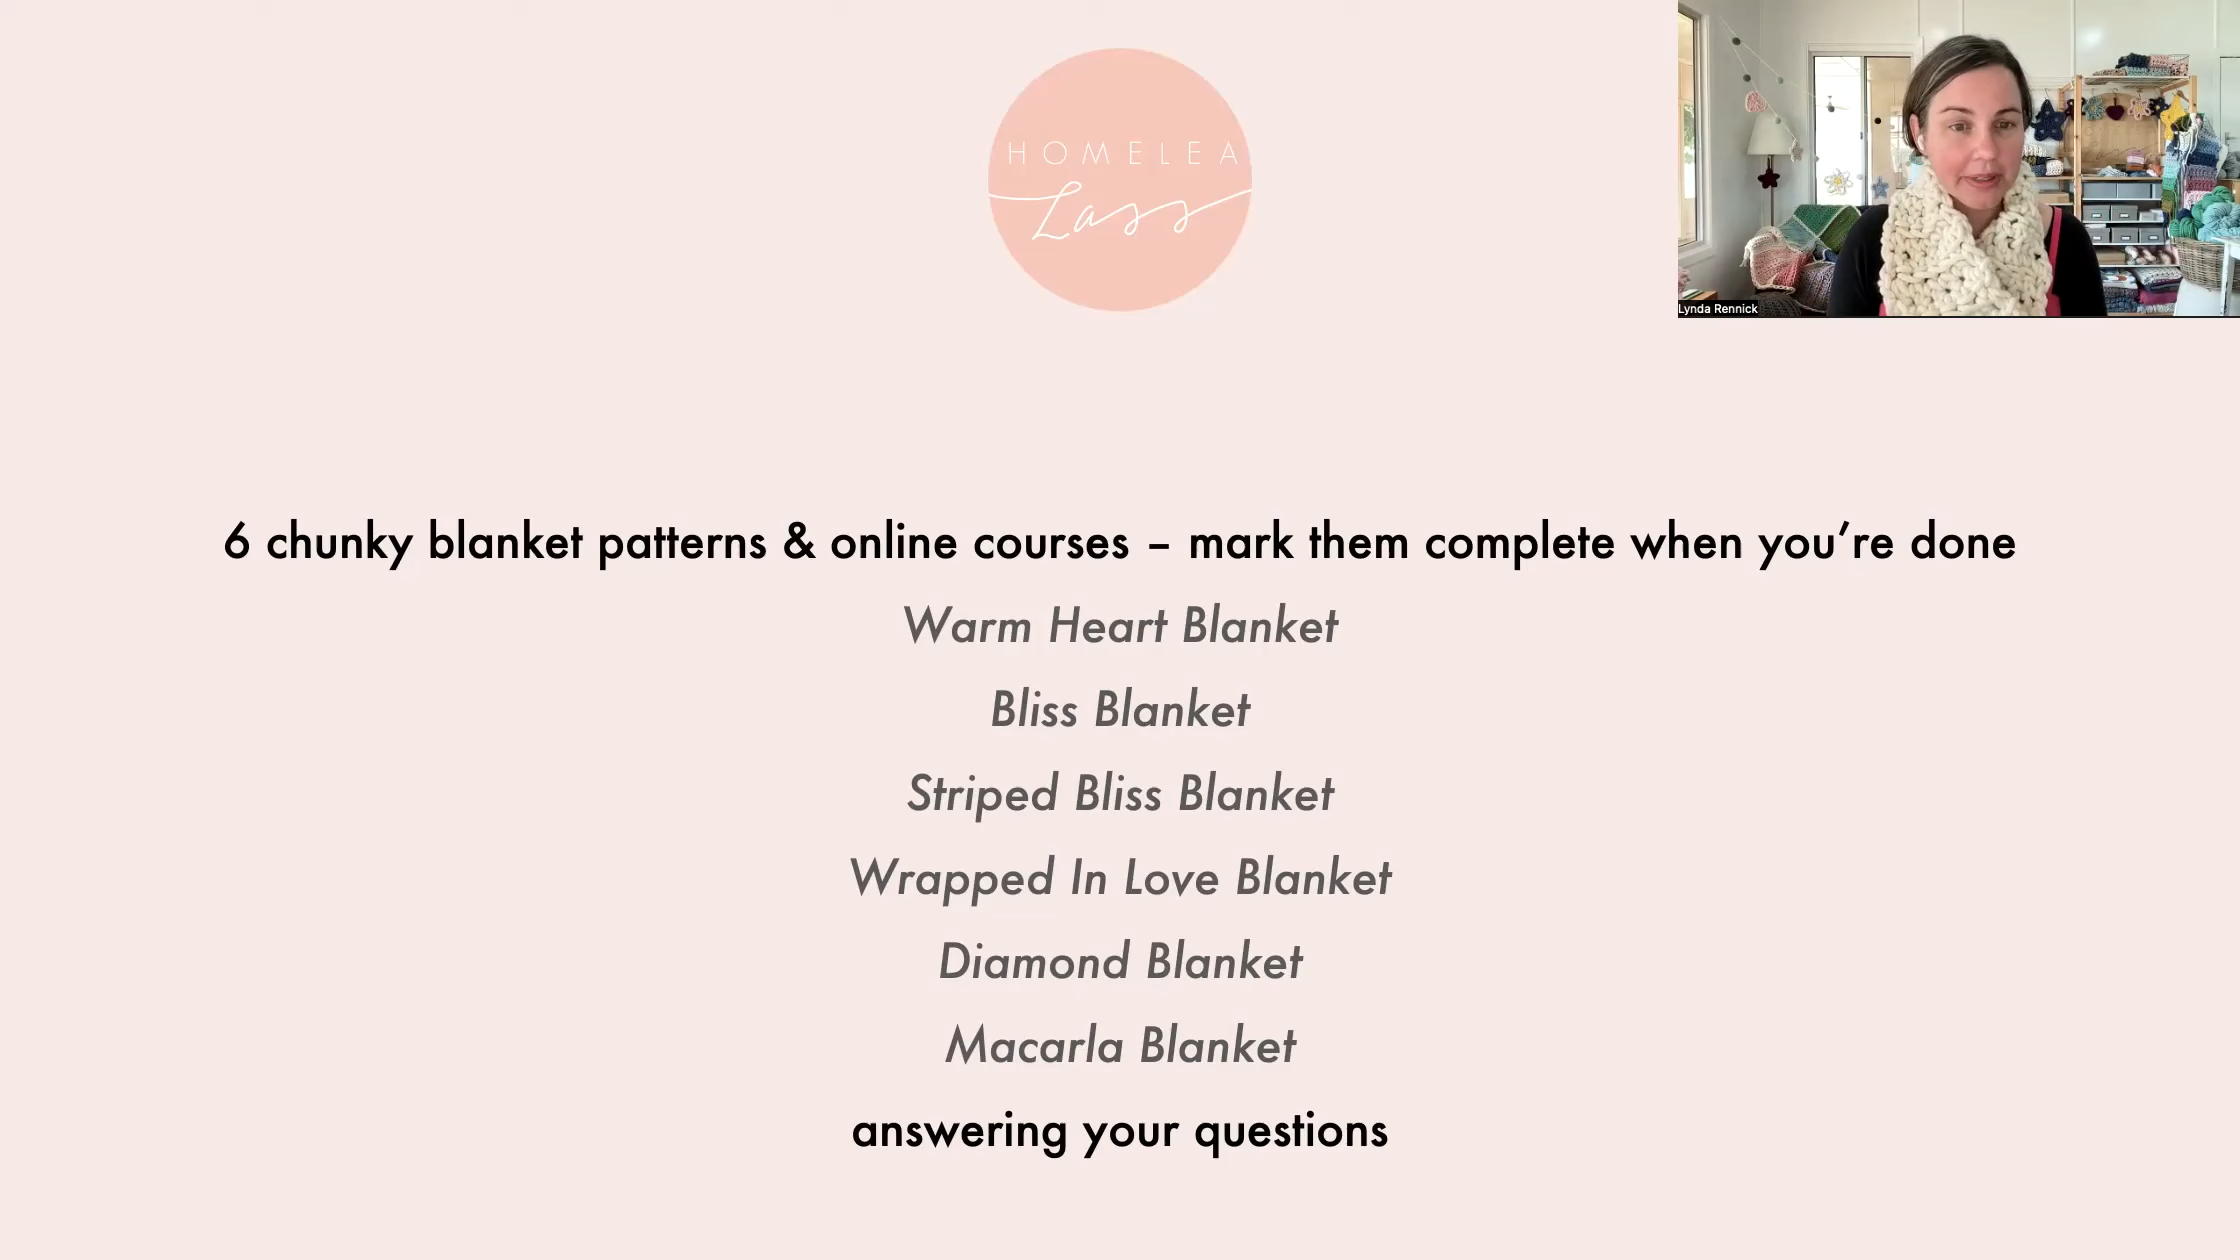 HOMELEA
Lass
Lynda Rennick
6 chunky blanket patterns & online courses – mark them complete when you’re done
Warm Heart Blanket
Bliss Blanket
Striped Bliss Blanket
Wrapped In Love Blanket
Diamond Blanket
Macarla Blanket
answering your questions